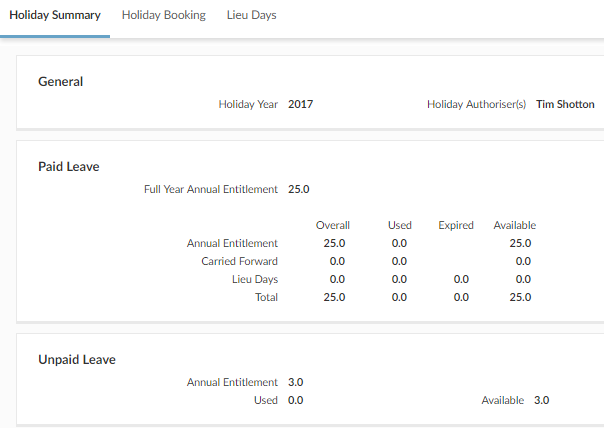 Holiday Summary Holiday Booking Lieu Days
General
Holiday Year 2017 Holiday Authoriser(s) Tim Shotton
Paid Leave
Full Year Annual Entitlement 25.0
Overall Used Expired Available
Annual Entitlement 25.0 0.0 25.0
Carried Forward 0.0 0.0 0.0
Lieu Days 0.0 0.0 0.0 0.0
Total 25.0 0.0 0.0 25.0
Unpaid Leave
Annual Entitlement 3.0
Used 0.0 Available 3.0